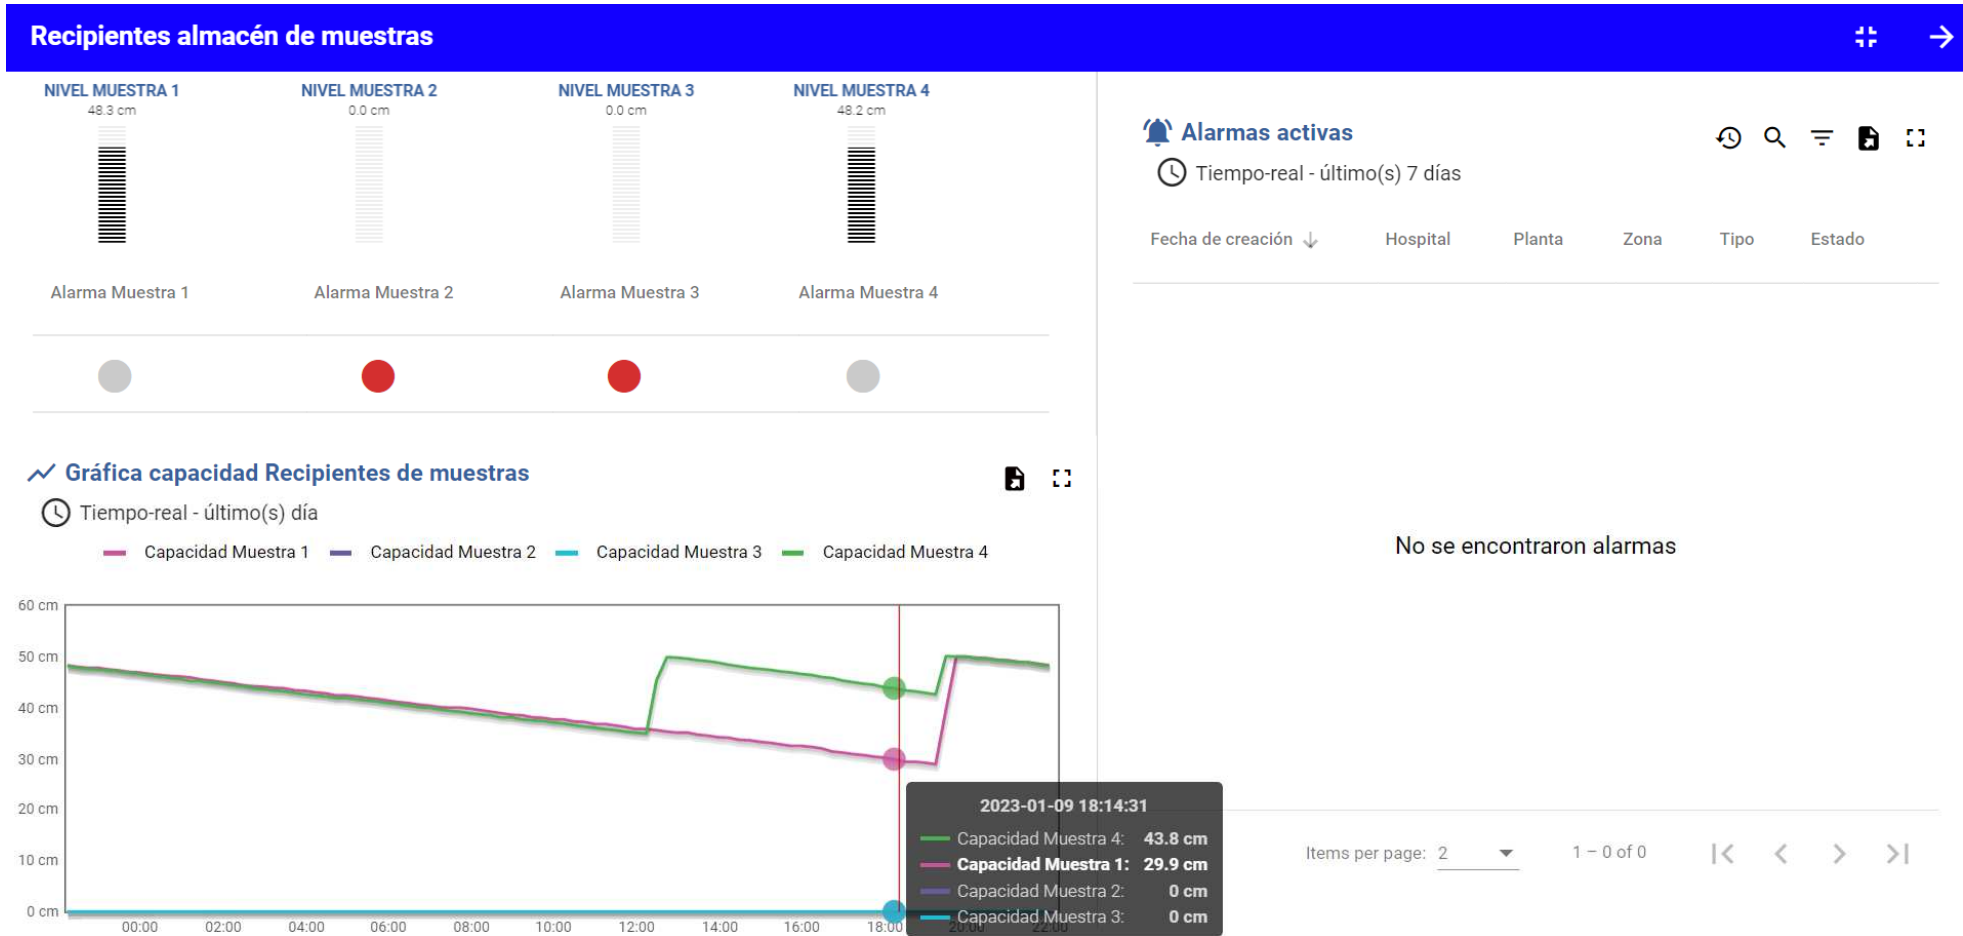 Recipientes almacén de muestras
NIVEL MUESTRA 1
48.3 cm
NIVEL MUESTRA 2
0.0 cm
NIVEL MUESTRA 3
0.0 cm
NIVEL MUESTRA 4
48.2 cm
Alarma Muestra 1
Alarma Muestra 2
Alarma Muestra 3
Alarma Muestra 4
Gráfica capacidad Recipientes de muestras
Tiempo-real - último(s) día
Capacidad Muestra 1
Capacidad Muestra 2
Capacidad Muestra 3
Capacidad Muestra 4
60 cm
50 cm
40 cm
30 cm
20 cm
10 cm
0 cm
00:00 02:00 04:00 06:00 08:00 10:00 12:00 14:00 16:00 18:00 20:00 22:00
2023-01-09 18:14:31
Capacidad Muestra 4: 43.8 cm
Capacidad Muestra 1: 29.9 cm
Capacidad Muestra 2: 0 cm
Capacidad Muestra 3: 0 cm
Alarmas activas
Tiempo-real - último(s) 7 días
Fecha de creación Hospital Planta Zona Tipo Estado
No se encontraron alarmas
Items per page: 2 1 – 0 of 0